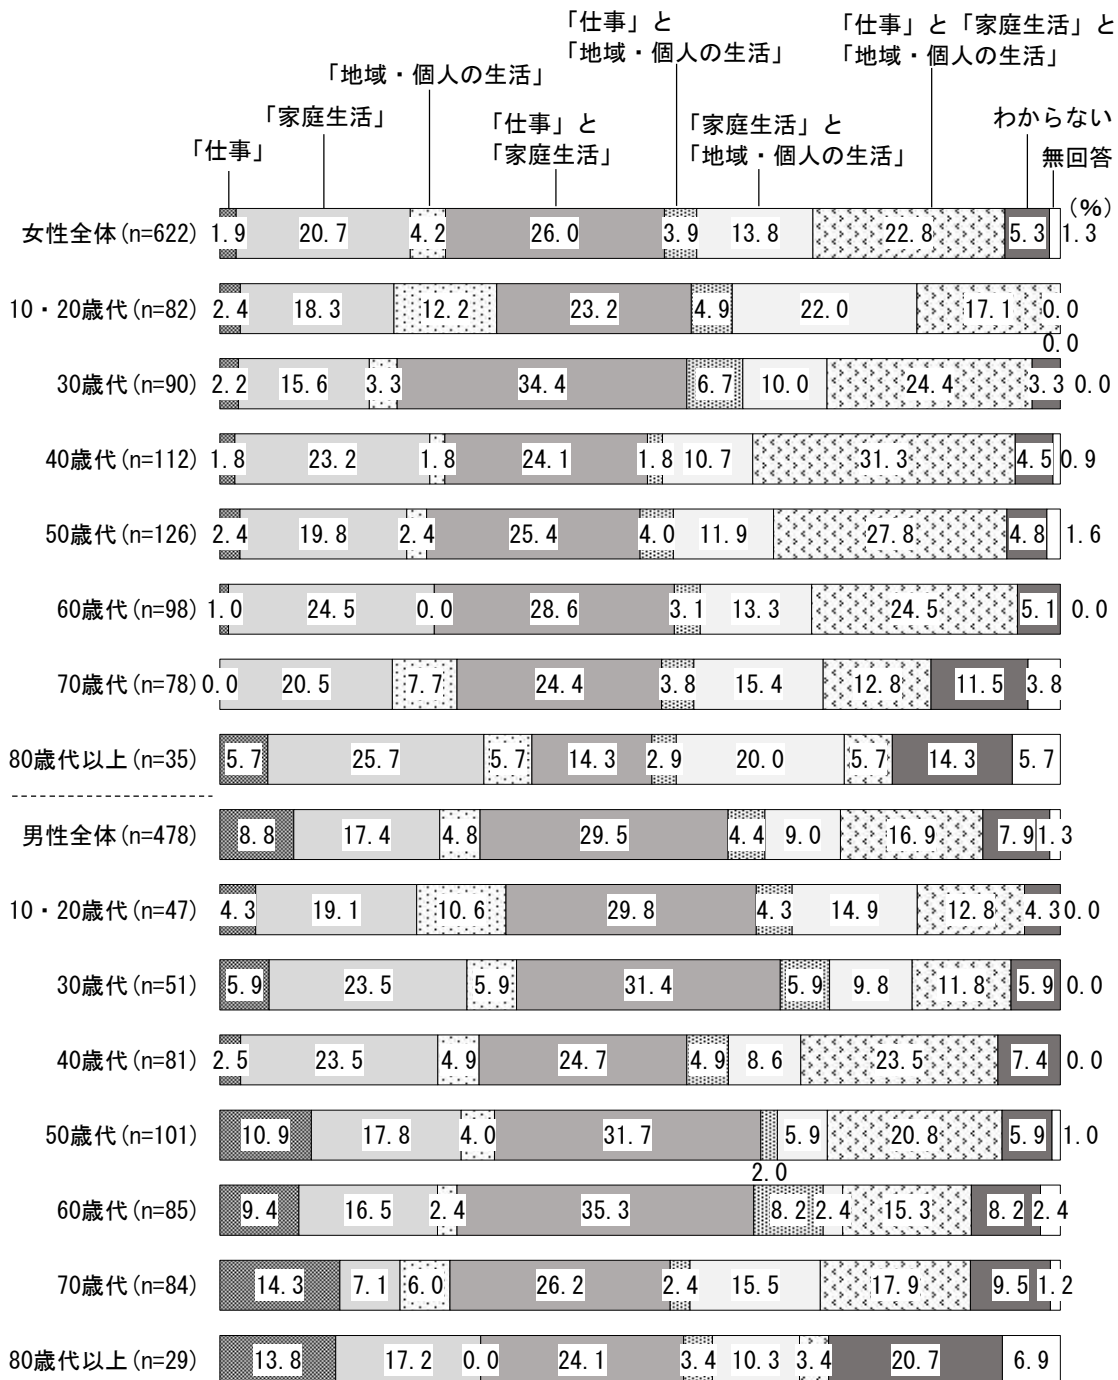 「仕事」と
「地域・個人の生活」
「仕事」と「家庭生活」と
「地域・個人の生活」
「地域・個人の生活」
「家庭生活」
「仕事」と
「家庭生活」
「家庭生活」と
「地域・個人の生活」
わからない
「仕事」
無回答
(%)
女性全体(n=622) 1.9 20.7 4.2 26.0 3.9 13.8 22.8 5.3 1.3
10・20歳代(n=82) 2.4 18.3 12.2 23.2 4.9 22.0 17.1 0.0
0.0
30歳代(n=90) 2.2 15.6 3.3 34.4 6.7 10.0 24.4 3.3 0.0
40歳代(n=112) 1.8 23.2 1.8 24.1 1.8 10.7 31.3 4.5 0.9
50歳代(n=126) 2.4 19.8 2.4 25.4 4.0 11.9 27.8 4.8 1.6
60歳代(n=98) 1.0 24.5 0.0 28.6 3.1 13.3 24.5 5.1 0.0
70歳代(n=78) 0.0 20.5 7.7 24.4 3.8 15.4 12.8 11.5 3.8
80歳代以上(n=35) 5.7 25.7 5.7 14.3 2.9 20.0 5.7 14.3 5.7
男性全体(n=478) 8.8 17.4 4.8 29.5 4.4 9.0 16.9 7.9 1.3
10・20歳代(n=47) 4.3 19.1 10.6 29.8 4.3 14.9 12.8 4.3 0.0
30歳代(n=51) 5.9 23.5 5.9 31.4 5.9 9.8 11.8 5.9 0.0
40歳代(n=81) 2.5 23.5 4.9 24.7 4.9 8.6 23.5 7.4 0.0
50歳代(n=101) 10.9 17.8 4.0 31.7 5.9 20.8 5.9 1.0
2.0
60歳代(n=85) 9.4 16.5 2.4 35.3 8.2 2.4 15.3 8.2 2.4
70歳代(n=84) 14.3 7.1 6.0 26.2 2.4 15.5 17.9 9.5 1.2
80歳代以上(n=29) 13.8 17.2 0.0 24.1 3.4 10.3 3.4 20.7 6.9